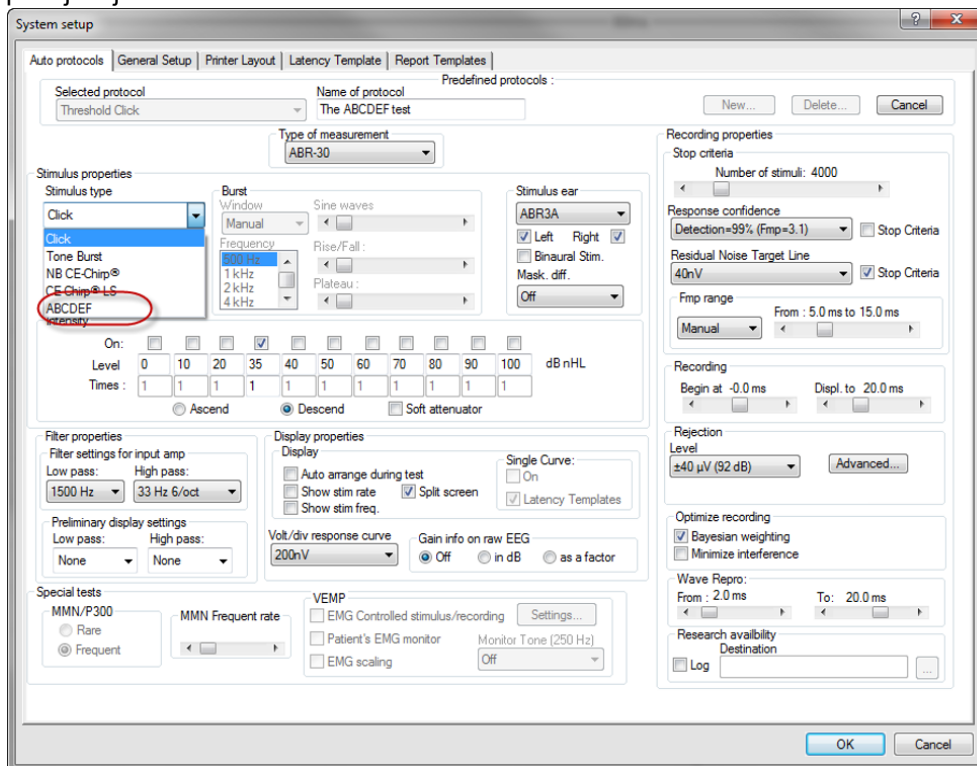 System setup
Auto protocols General Setup Printer Layout Latency Template Report Templates
Predefined protocols :
Selected protocol
Threshold Click
Name of protocol
The ABCDEF test
New... Delete... Cancel
Type of measurement
ABR-30
Stimulus properties
Stimulus type
Click
Click
Tone Burst
NB CE-Chirp®
CE-Chirp® LS
ABCDEF
Burst
Window
Manual
Sine waves
Frequency
500 Hz
1 kHz
2 kHz
4 kHz
Rise/Fall :
Plateau :
Stimulus ear
ABR3A
Left Right
Binaural Stim.
Mask. diff.
Off
Intensity
On:
Level 0 10 20 35 40 50 60 70 80 90 100 dB nHL
Times : 1 1 1 1 1 1 1 1 1 1 1
Ascend Descend Soft attenuator
Filter properties
Filter settings for input amp
Low pass: High pass:
1500 Hz 33 Hz 6/oct
Preliminary display settings
Low pass: High pass:
None None
Display properties
Display
Auto arrange during test
Show stim rate Split screen
Show stim freq.
Single Curve:
On
Latency Templates
Volt/div response curve
200nV
Gain info on raw EEG
Off in dB as a factor
Special tests
MMN/P300
Rare
Frequent
MMN Frequent rate
VEMP
EMG Controlled stimulus/recording Settings...
Patient's EMG monitor Monitor Tone (250 Hz)
EMG scaling Off
Recording properties
Stop criteria
Number of stimuli: 4000
Response confidence
Detection=99% (Fmp=3.1) Stop Criteria
Residual Noise Target Line
40nV Stop Criteria
Fmp range
From : 5.0 ms to 15.0 ms
Manual
Recording
Begin at -0.0 ms Displ. to 20.0 ms
Rejection
Level
±40 µV (92 dB) Advanced...
Optimize recording
Bayesian weighting
Minimize interference
Wave Repro:
From : 2.0 ms To: 20.0 ms
Research availbility
Destination
Log ...
OK Cancel